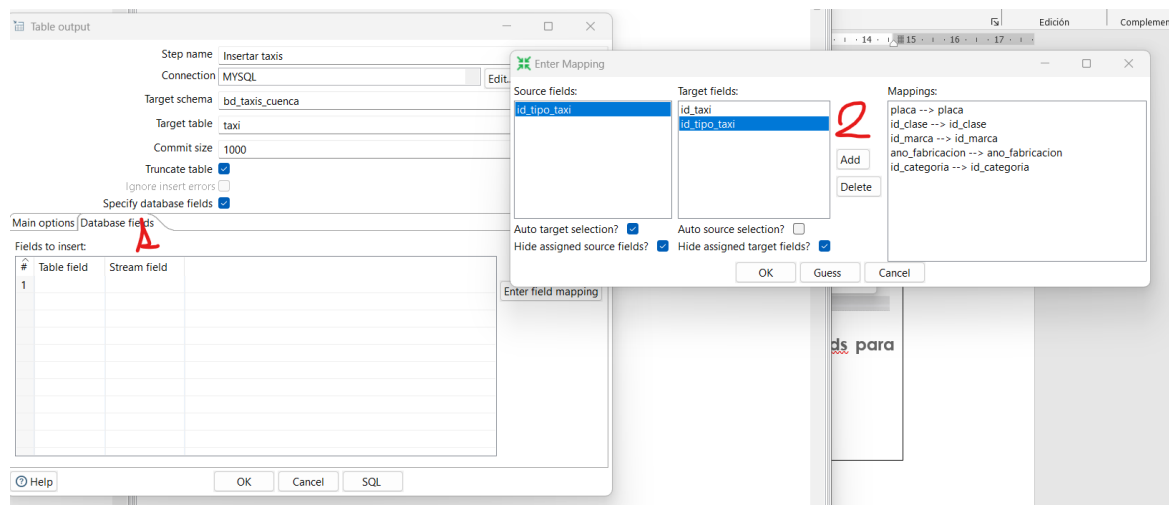 Table output
Step name Insertar taxis
Connection MYSQL Edit.
Target schema bd_taxis_cuenca
Target table taxi
Commit size 1000
Truncate table
Ignore insert errors
Specify database fields
Main options Database fields
1
Fields to insert:
# Table field Stream field
1
Enter field mapping
Help OK Cancel SQL
Enter Mapping
Source fields: Target fields: Mappings:
id_tipo_taxi
id_taxi
id_tipo_taxi
2
Add
Delete
placa --> placa
id_clase --> id_clase
id_marca --> id_marca
ano_fabricacion --> ano_fabricacion
id_categoria --> id_categoria
Auto target selection? Auto source selection?
Hide assigned source fields? Hide assigned target fields?
OK Guess Cancel
Edición Complemen
14 15 16 17
ds para